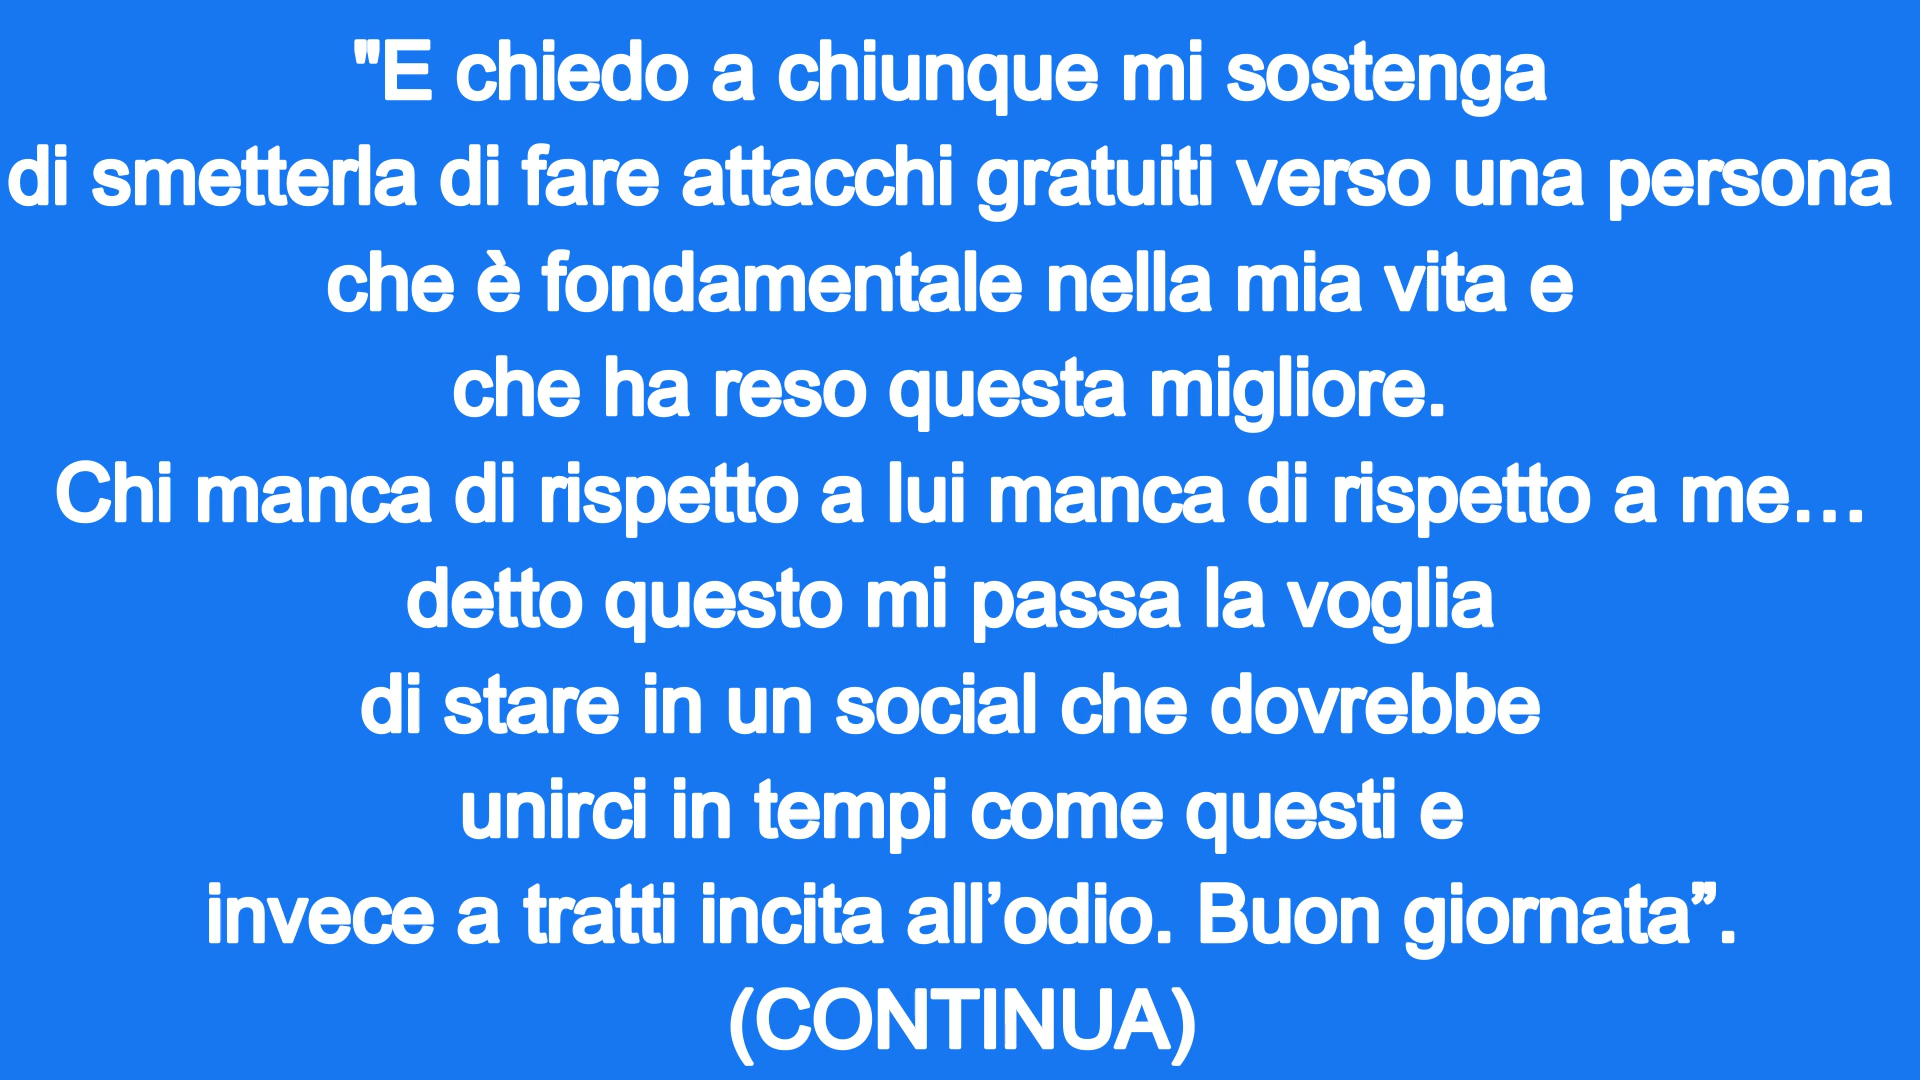 "E chiedo a chiunque mi sostenga
di smetterla di fare attacchi gratuiti verso una persona
che è fondamentale nella mia vita e
che ha reso questa migliore.
Chi manca di rispetto a lui manca di rispetto a me…
detto questo mi passa la voglia
di stare in un social che dovrebbe
unirci in tempi come questi e
invece a tratti incita all’odio. Buon giornata”.
(CONTINUA)